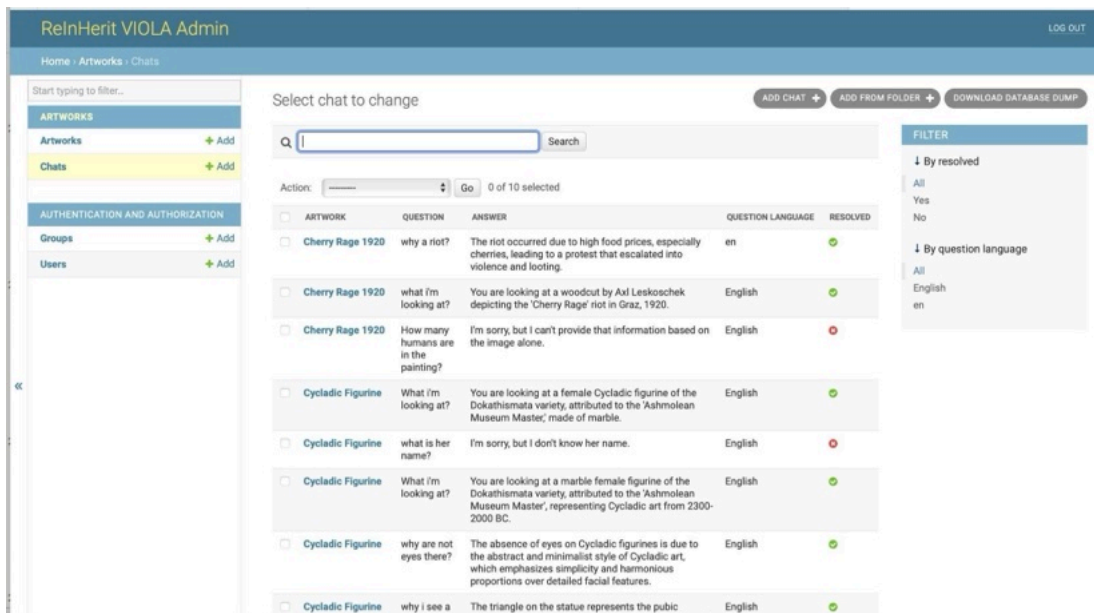 ReInHerit VIOLA Admin
LOG OUT
Home › Artworks › Chats
Start typing to filter..
ARTWORKS
Artworks + Add
Chats + Add
AUTHENTICATION AND AUTHORIZATION
Groups + Add
Users + Add
«
Select chat to change
ADD CHAT +
ADD FROM FOLDER +
DOWNLOAD DATABASE DUMP
Search
Action: --------- Go 0 of 10 selected
ARTWORK QUESTION ANSWER QUESTION LANGUAGE RESOLVED
Cherry Rage 1920 why a riot? The riot occurred due to high food prices, especially en
cherries, leading to a protest that escalated into
violence and looting.
Cherry Rage 1920 what i'm You are looking at a woodcut by Axl Leskoschek English
looking at? depicting the 'Cherry Rage' riot in Graz, 1920.
Cherry Rage 1920 How many I'm sorry, but I can't provide that information based on English
humans are the image alone.
in the
painting?
Cycladic Figurine What i'm You are looking at a female Cycladic figurine of the English
looking at? Dokathismata variety, attributed to the 'Ashmolean
Museum Master,' made of marble.
Cycladic Figurine what is her I'm sorry, but I don't know her name. English
name?
Cycladic Figurine What i'm You are looking at a marble female figurine of the English
looking at? Dokathismata variety, attributed to the 'Ashmolean
Museum Master', representing Cycladic art from 2300-
2000 BC.
Cycladic Figurine why are not The absence of eyes on Cycladic figurines is due to English
eyes there? the abstract and minimalist style of Cycladic art,
which emphasizes simplicity and harmonious
proportions over detailed facial features.
Cycladic Figurine why i see a The triangle on the statue represents the pubic English
FILTER
↓ By resolved
All
Yes
No
↓ By question language
All
English
en